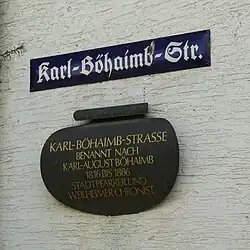 Karl-Böhaimb-Str.
KARL-BÖHAIMB-STRASSE
BENANNT NACH
KARL-AUGUST BÖHAIMB
1816 BIS 1886
STADTPFARRER UND
WEILHEIMER CHRONIST